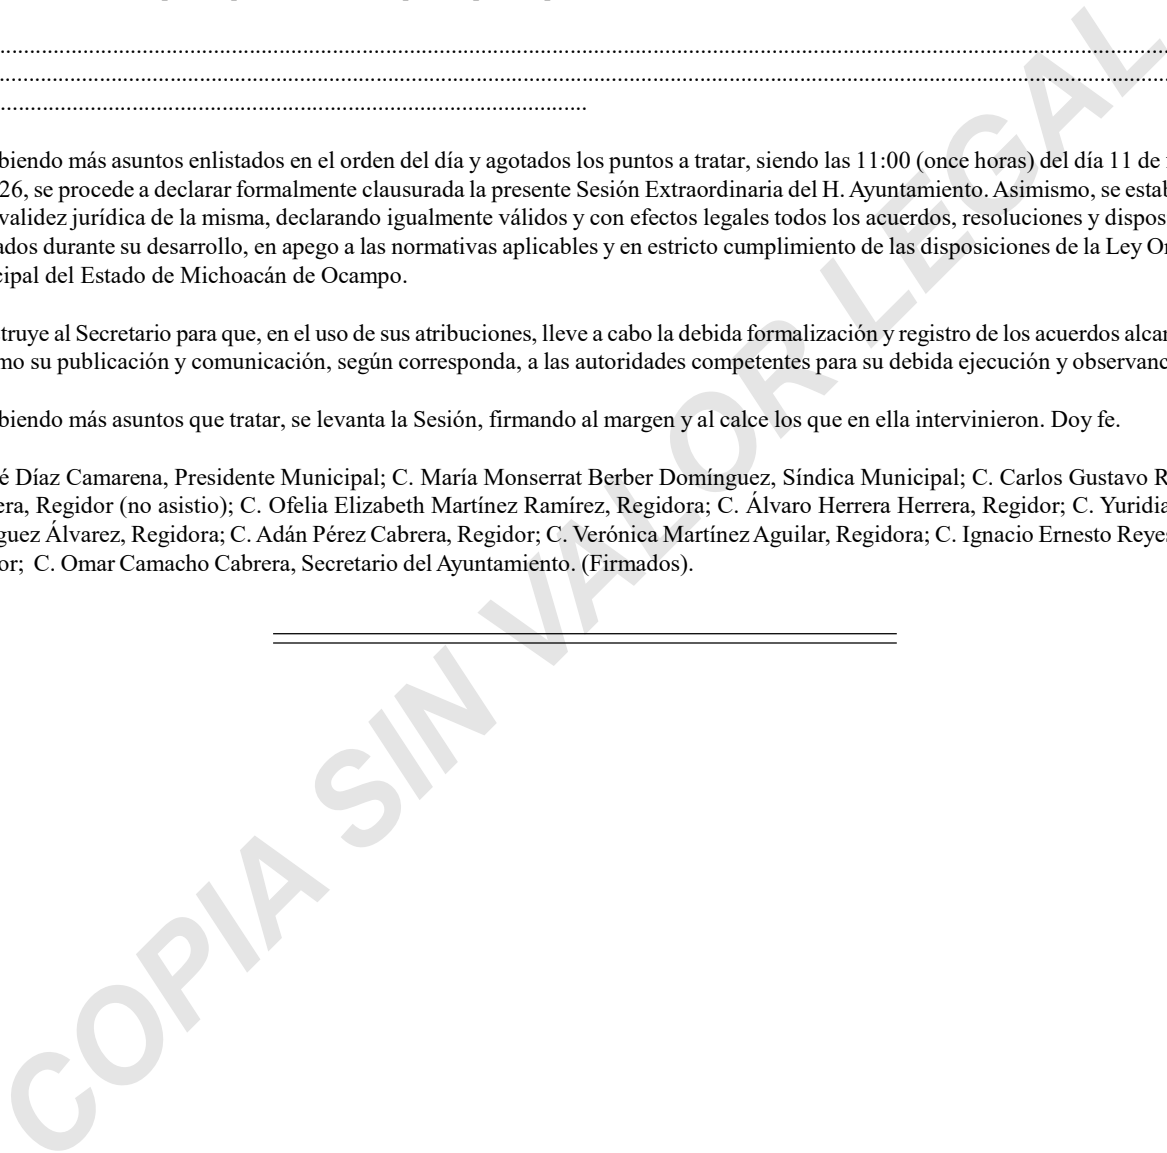 biendo más asuntos enlistados en el orden del día y agotados los puntos a tratar, siendo las 11:00 (once horas) del día 11 de
26, se procede a declarar formalmente clausurada la presente Sesión Extraordinaria del H. Ayuntamiento. Asimismo, se estab
validez jurídica de la misma, declarando igualmente válidos y con efectos legales todos los acuerdos, resoluciones y dispos
ados durante su desarrollo, en apego a las normativas aplicables y en estricto cumplimiento de las disposiciones de la Ley Or
cipal del Estado de Michoacán de Ocampo.
truye al Secretario para que, en el uso de sus atribuciones, lleve a cabo la debida formalización y registro de los acuerdos alcan
mo su publicación y comunicación, según corresponda, a las autoridades competentes para su debida ejecución y observanc
biendo más asuntos que tratar, se levanta la Sesión, firmando al margen y al calce los que en ella intervinieron. Doy fe.
é Díaz Camarena, Presidente Municipal; C. María Monserrat Berber Domínguez, Síndica Municipal; C. Carlos Gustavo R
era, Regidor (no asistio); C. Ofelia Elizabeth Martínez Ramírez, Regidora; C. Álvaro Herrera Herrera, Regidor; C. Yuridia
guez Álvarez, Regidora; C. Adán Pérez Cabrera, Regidor; C. Verónica Martínez Aguilar, Regidora; C. Ignacio Ernesto Reyes
or; C. Omar Camacho Cabrera, Secretario del Ayuntamiento. (Firmados).
COPIA SIN VALOR LEGAL